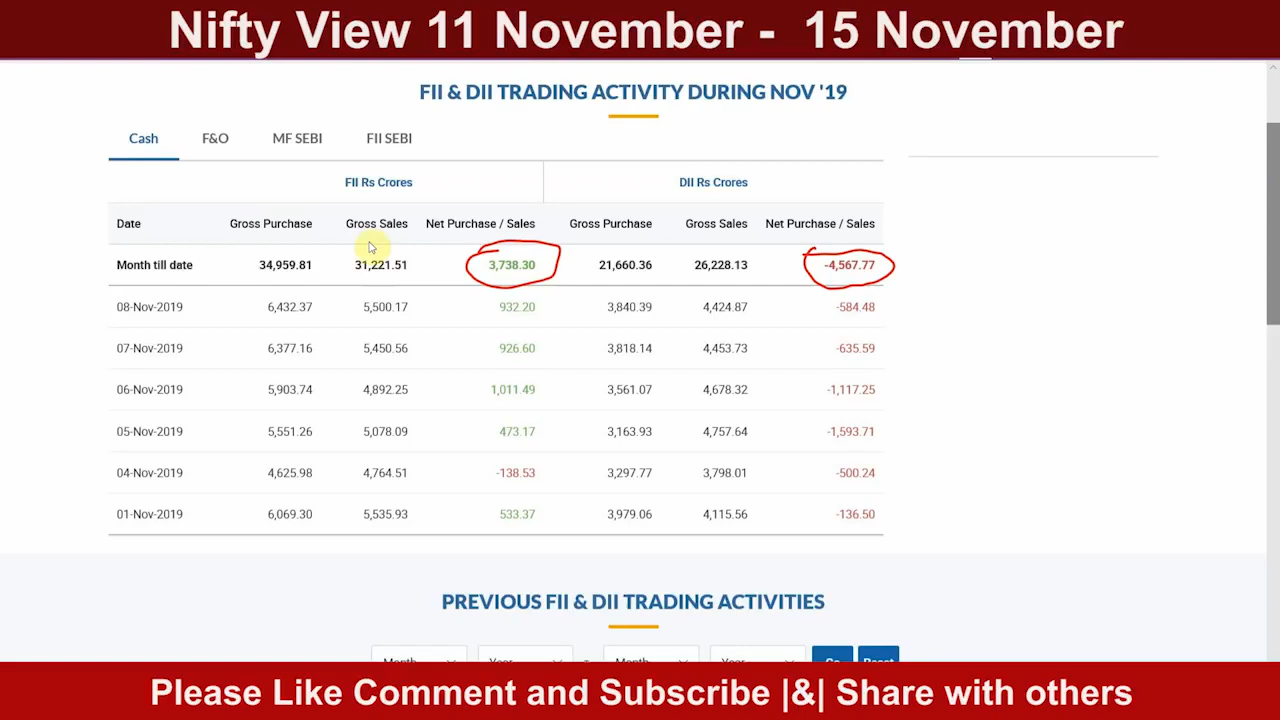 Nifty View 11 November - 15 November
FII & DII TRADING ACTIVITY DURING NOV '19
Cash F&O MF SEBI FII SEBI
FII Rs Crores DII Rs Crores
Date Gross Purchase Gross Sales Net Purchase / Sales Gross Purchase Gross Sales Net Purchase / Sales
Month till date 34,959.81 31,221.51 3,738.30 21,660.36 26,228.13 -4,567.77
08-Nov-2019 6,432.37 5,500.17 932.20 3,840.39 4,424.87 -584.48
07-Nov-2019 6,377.16 5,450.56 926.60 3,818.14 4,453.73 -635.59
06-Nov-2019 5,903.74 4,892.25 1,011.49 3,561.07 4,678.32 -1,117.25
05-Nov-2019 5,551.26 5,078.09 473.17 3,163.93 4,757.64 -1,593.71
04-Nov-2019 4,625.98 4,764.51 -138.53 3,297.77 3,798.01 -500.24
01-Nov-2019 6,069.30 5,535.93 533.37 3,979.06 4,115.56 -136.50
PREVIOUS FII & DII TRADING ACTIVITIES
Month Year - Month Year Go Reset
Please Like Comment and Subscribe |&| Share with others